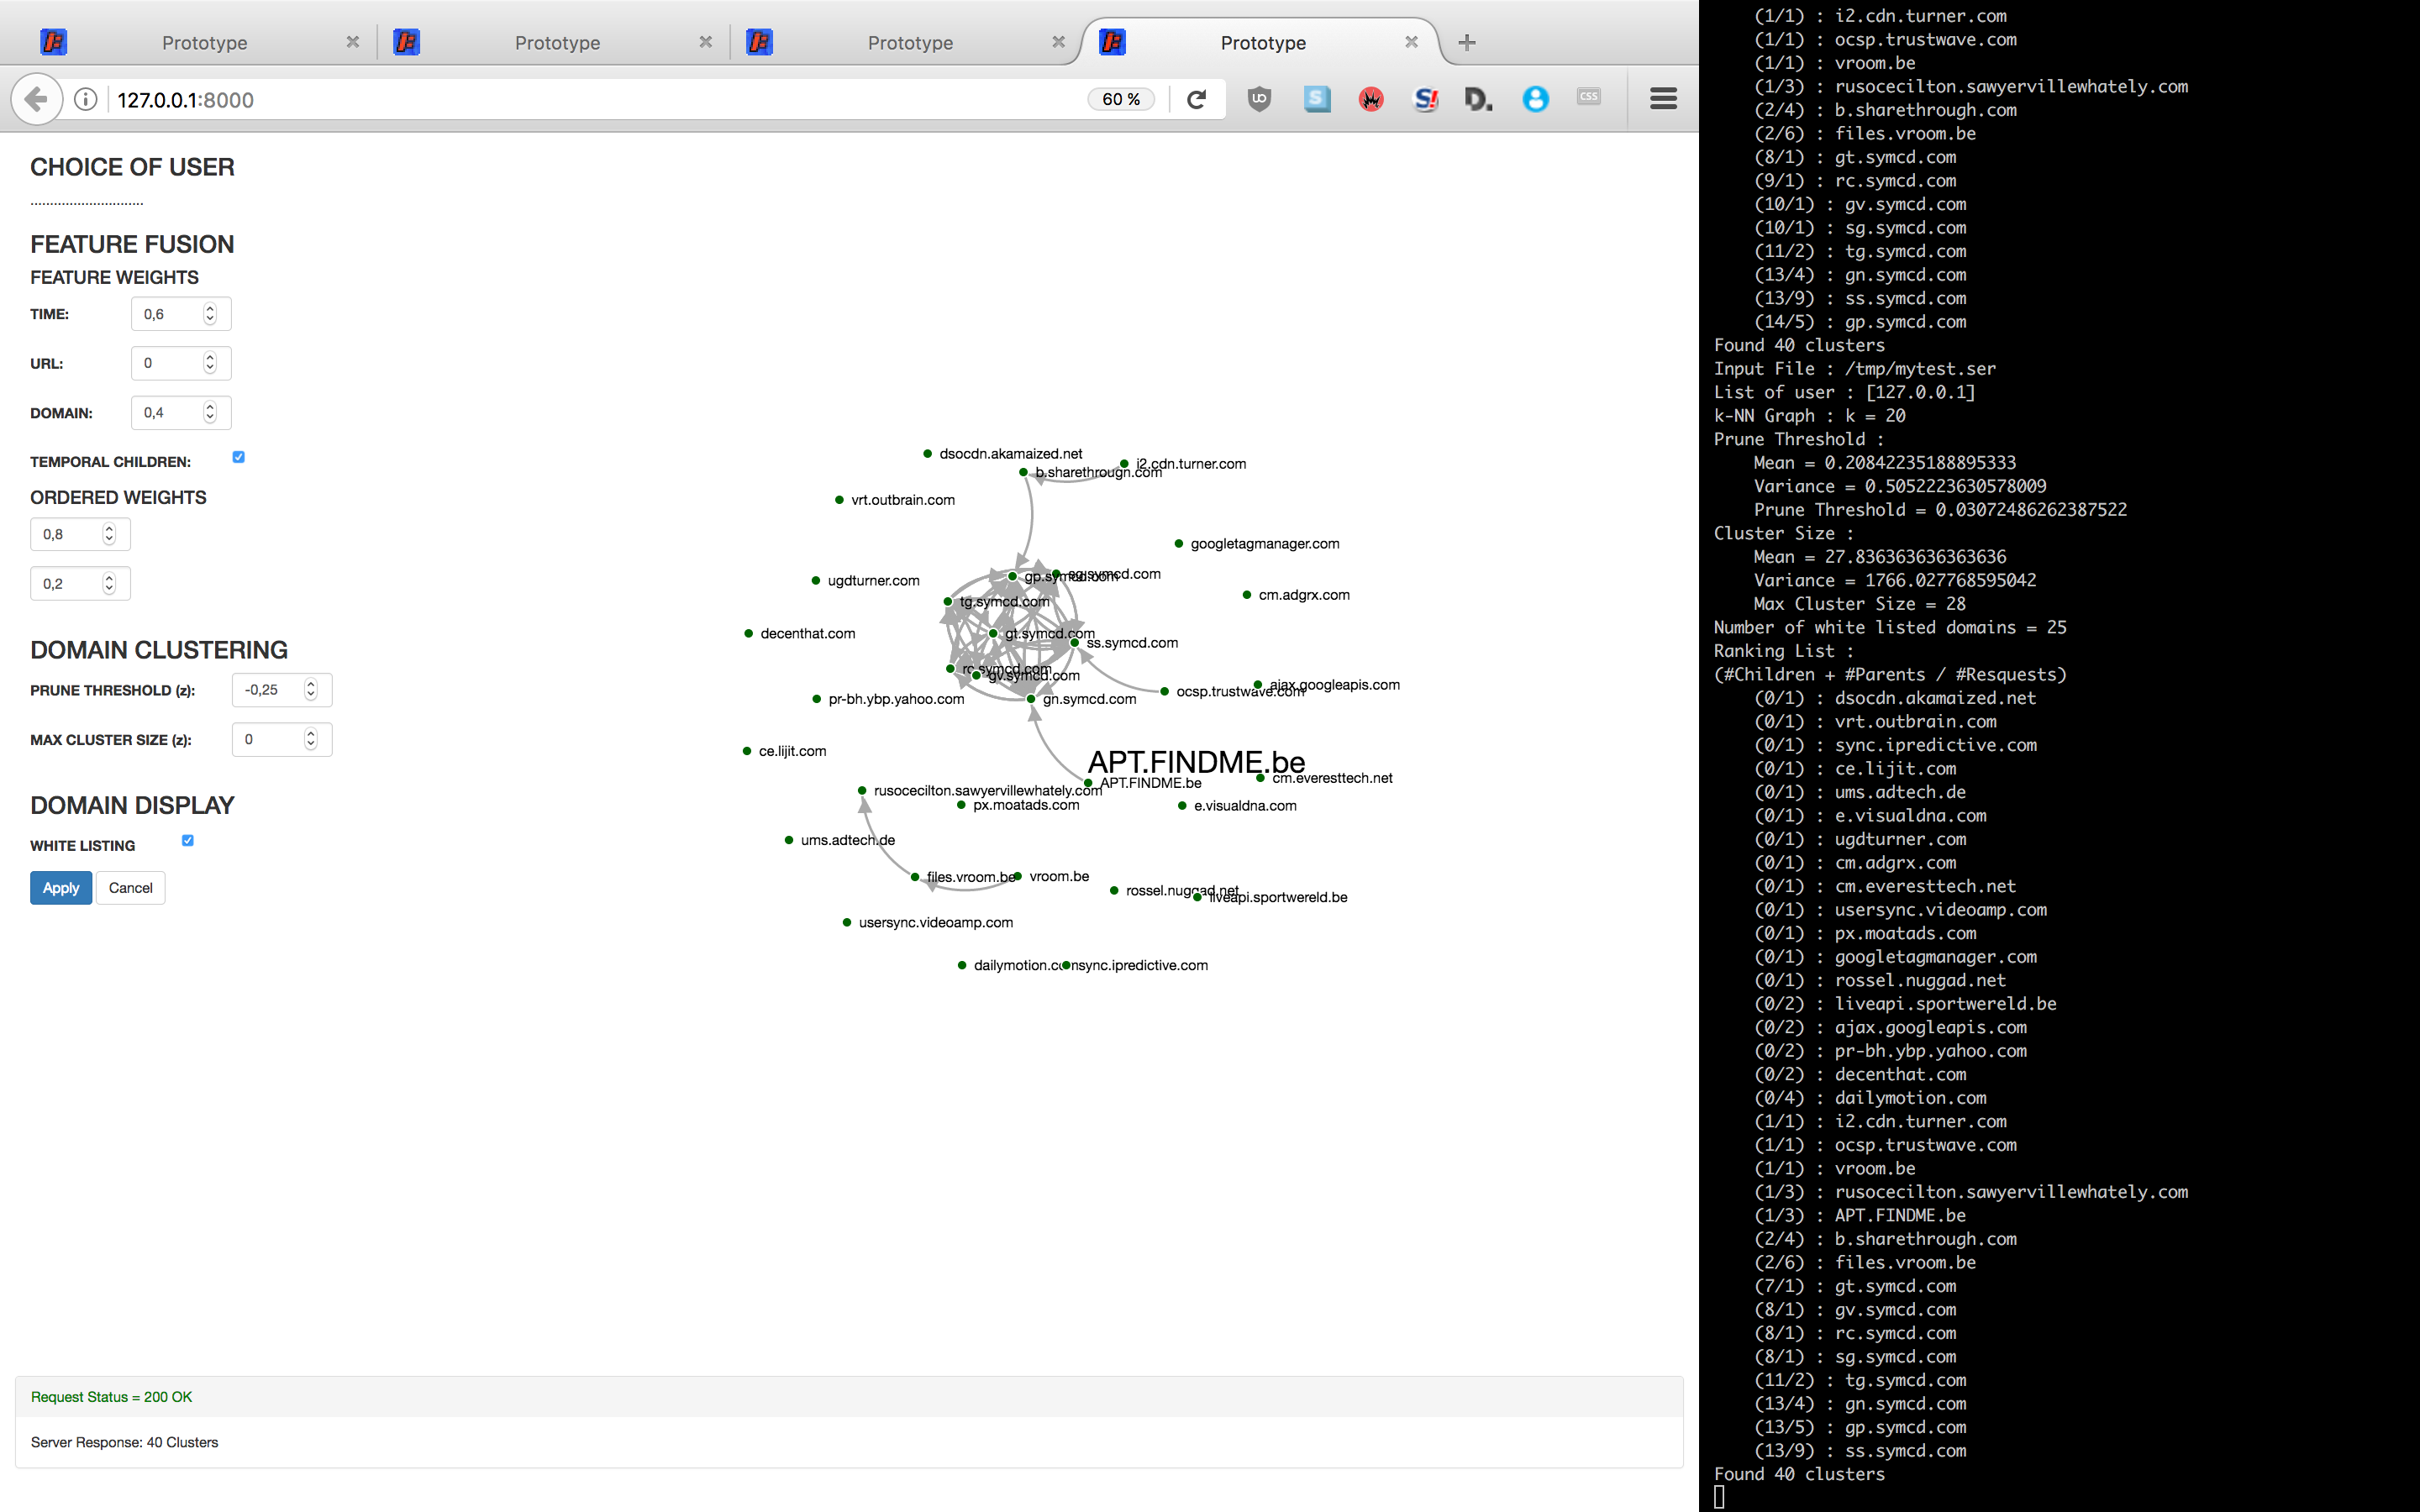 Prototype
Prototype
Prototype
Prototype
127.0.0.1:8000
60 %
CSS
CHOICE OF USER
.............................
FEATURE FUSION
FEATURE WEIGHTS
TIME: 0,6
URL: 0
DOMAIN: 0,4
TEMPORAL CHILDREN:
ORDERED WEIGHTS
0,8
0,2
DOMAIN CLUSTERING
PRUNE THRESHOLD (z): -0,25
MAX CLUSTER SIZE (z): 0
DOMAIN DISPLAY
WHITE LISTING
Apply Cancel
dsocdn.akamaized.net
i2.cdn.turner.com
b.sharethrough.com
vrt.outbrain.com
googletagmanager.com
sg.symcd.com
gp.symcd.com
ugdturner.com
cm.adgrx.com
tg.symcd.com
decenthat.com
gt.symcd.com
ss.symcd.com
rc.symcd.com
gv.symcd.com
ajax.googleapis.com
ocsp.trustwave.com
pr-bh.ybp.yahoo.com
gn.symcd.com
ce.lijit.com
APT.FINDME.be
cm.everesttech.net
APT.FINDME.be
rusocecilton.sawyervillewhately.com
px.moatads.com
e.visualdna.com
ums.adtech.de
files.vroom.be
vroom.be
rossel.nuggad.net
liveapi.sportwereld.be
usersync.videoamp.com
dailymotion.com
sync.ipredictive.com
Request Status = 200 OK
Server Response: 40 Clusters
(1/1) : i2.cdn.turner.com
(1/1) : ocsp.trustwave.com
(1/1) : vroom.be
(1/3) : rusocecilton.sawyervillewhately.com
(2/4) : b.sharethrough.com
(2/6) : files.vroom.be
(8/1) : gt.symcd.com
(9/1) : rc.symcd.com
(10/1) : gv.symcd.com
(10/1) : sg.symcd.com
(11/2) : tg.symcd.com
(13/4) : gn.symcd.com
(13/9) : ss.symcd.com
(14/5) : gp.symcd.com
Found 40 clusters
Input File : /tmp/mytest.ser
List of user : [127.0.0.1]
k-NN Graph : k = 20
Prune Threshold :
Mean = 0.20842235188895333
Variance = 0.5052223630578009
Prune Threshold = 0.03072486262387522
Cluster Size :
Mean = 27.836363636363636
Variance = 1766.027768595042
Max Cluster Size = 28
Number of white listed domains = 25
Ranking List :
(#Children + #Parents / #Resquests)
(0/1) : dsocdn.akamaized.net
(0/1) : vrt.outbrain.com
(0/1) : sync.ipredictive.com
(0/1) : ce.lijit.com
(0/1) : ums.adtech.de
(0/1) : e.visualdna.com
(0/1) : ugdturner.com
(0/1) : cm.adgrx.com
(0/1) : cm.everesttech.net
(0/1) : usersync.videoamp.com
(0/1) : px.moatads.com
(0/1) : googletagmanager.com
(0/1) : rossel.nuggad.net
(0/2) : liveapi.sportwereld.be
(0/2) : ajax.googleapis.com
(0/2) : pr-bh.ybp.yahoo.com
(0/2) : decenthat.com
(0/4) : dailymotion.com
(1/1) : i2.cdn.turner.com
(1/1) : ocsp.trustwave.com
(1/1) : vroom.be
(1/3) : rusocecilton.sawyervillewhately.com
(1/3) : APT.FINDME.be
(2/4) : b.sharethrough.com
(2/6) : files.vroom.be
(7/1) : gt.symcd.com
(8/1) : gv.symcd.com
(8/1) : rc.symcd.com
(8/1) : sg.symcd.com
(11/2) : tg.symcd.com
(13/4) : gn.symcd.com
(13/5) : gp.symcd.com
(13/9) : ss.symcd.com
Found 40 clusters